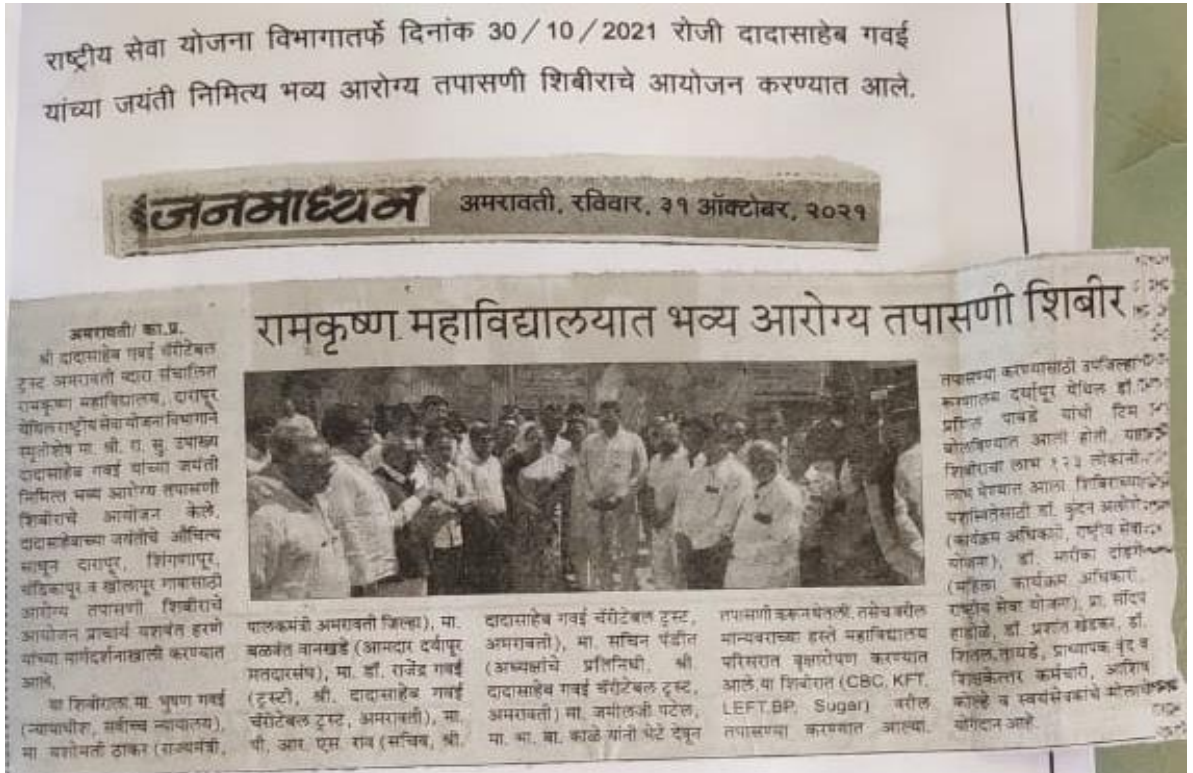 राष्ट्रीय सेवा योजना विभागातर्फे दिनांक 30/10/2021 रोजी दादासाहेब गवई
यांच्या जयंती निमित्य भव्य आरोग्य तपासणी शिबीराचे आयोजन करण्यात आले.
जनमाध्यम अमरावती, रविवार, ३१ ऑक्टोबर, २०२१
रामकृष्ण महाविद्यालयात भव्य आरोग्य तपासणी शिबीर
अमरावती/ का.प्र.
श्री दादासाहेब गवई चॅरीटेबल
ट्रस्ट अमरावती व्दारा संचालित
रामकृष्ण महाविद्यालय, दारापूर
येथिल राष्ट्रीय सेवा योजना विभागाने
मा. श्री. रा. सु. उपाख्य
दादासाहेब गवई यांच्या जयंती
निमित्त भव्य आरोग्य तपासणी
शिबीराचे आयोजन केले.
दादासाहेबाच्या जयंतीचे औचित्य
साधून दारापूर, शिंगणापूर,
चंडिकापूर व खोलापूर गावासाठी
आरोग्य तपासणी शिबीराचे
आयोजन प्राचार्य यशवंत हरणे
यांच्या मार्गदर्शनाखाली करण्यात
आले.
या शिबीराला मा. भुषण गवई
(न्यायाधीश, सर्वोच्च न्यायालय),
मा यशोमती ठाकर (राज्यमंत्री,
पालकमंत्री अमरावती जिल्हा), मा.
बळवंत वानखडे (आमदार दर्यापूर
मतदारसंघ), मा. डॉ. राजेंद्र गवई
(ट्रस्टी, श्री. दादासाहेब गवई
चॅरीटेबल ट्रस्ट, अमरावती), मा.
पी. आर. एस. राव (सचिव, श्री.
दादासाहेब गवई चॅरीटेबल ट्रस्ट,
अमरावती), मा. सचिन पंडीत
(अध्यक्षांचे प्रतिनिधी, श्री
दादासाहेब गवई चॅरीटेबल ट्रस्ट,
अमरावती) मा. जमीलजी पटेल,
मा. भा. बा. काळे यांनी भेटे देवून
तपासणी करून घेतली. तसेच वरील
मान्यवराच्या हस्ते महाविद्यालय
परिसरात वृक्षारोपण करण्यात
आले. या शिबीरात (CBC, KFT,
LEFT.BP, Sugar) वरील
तपासण्या करण्यात आल्या.
तपासण्या करण्यासाठी उपजिल्हा
रूग्णालय दर्यापूर येथिल डॉ.
पावडे यांची टिम
बोलविण्यात आली होती. या
शिबीराचा लाभ १२३ लोकांनी
लाभ घेण्यात आला शिबिराच्या
यशस्वितेसाठी डॉ. कुंदन
(कार्यक्रम अधिकारी, राष्ट्रीय सेवा
योजना), डॉ.
(महिला कार्यक्रम अधिकारी,
राष्ट्रीय सेवा योजना), प्रा.
डॉ. प्रशांत खेडकर, डॉ.
शितल तायडे, प्राध्यापक वृंद व
शिक्षकेत्तर कर्मचारी, आशिष
कोल्हे व स्वयंसेवकांचे
योगदान आहे.